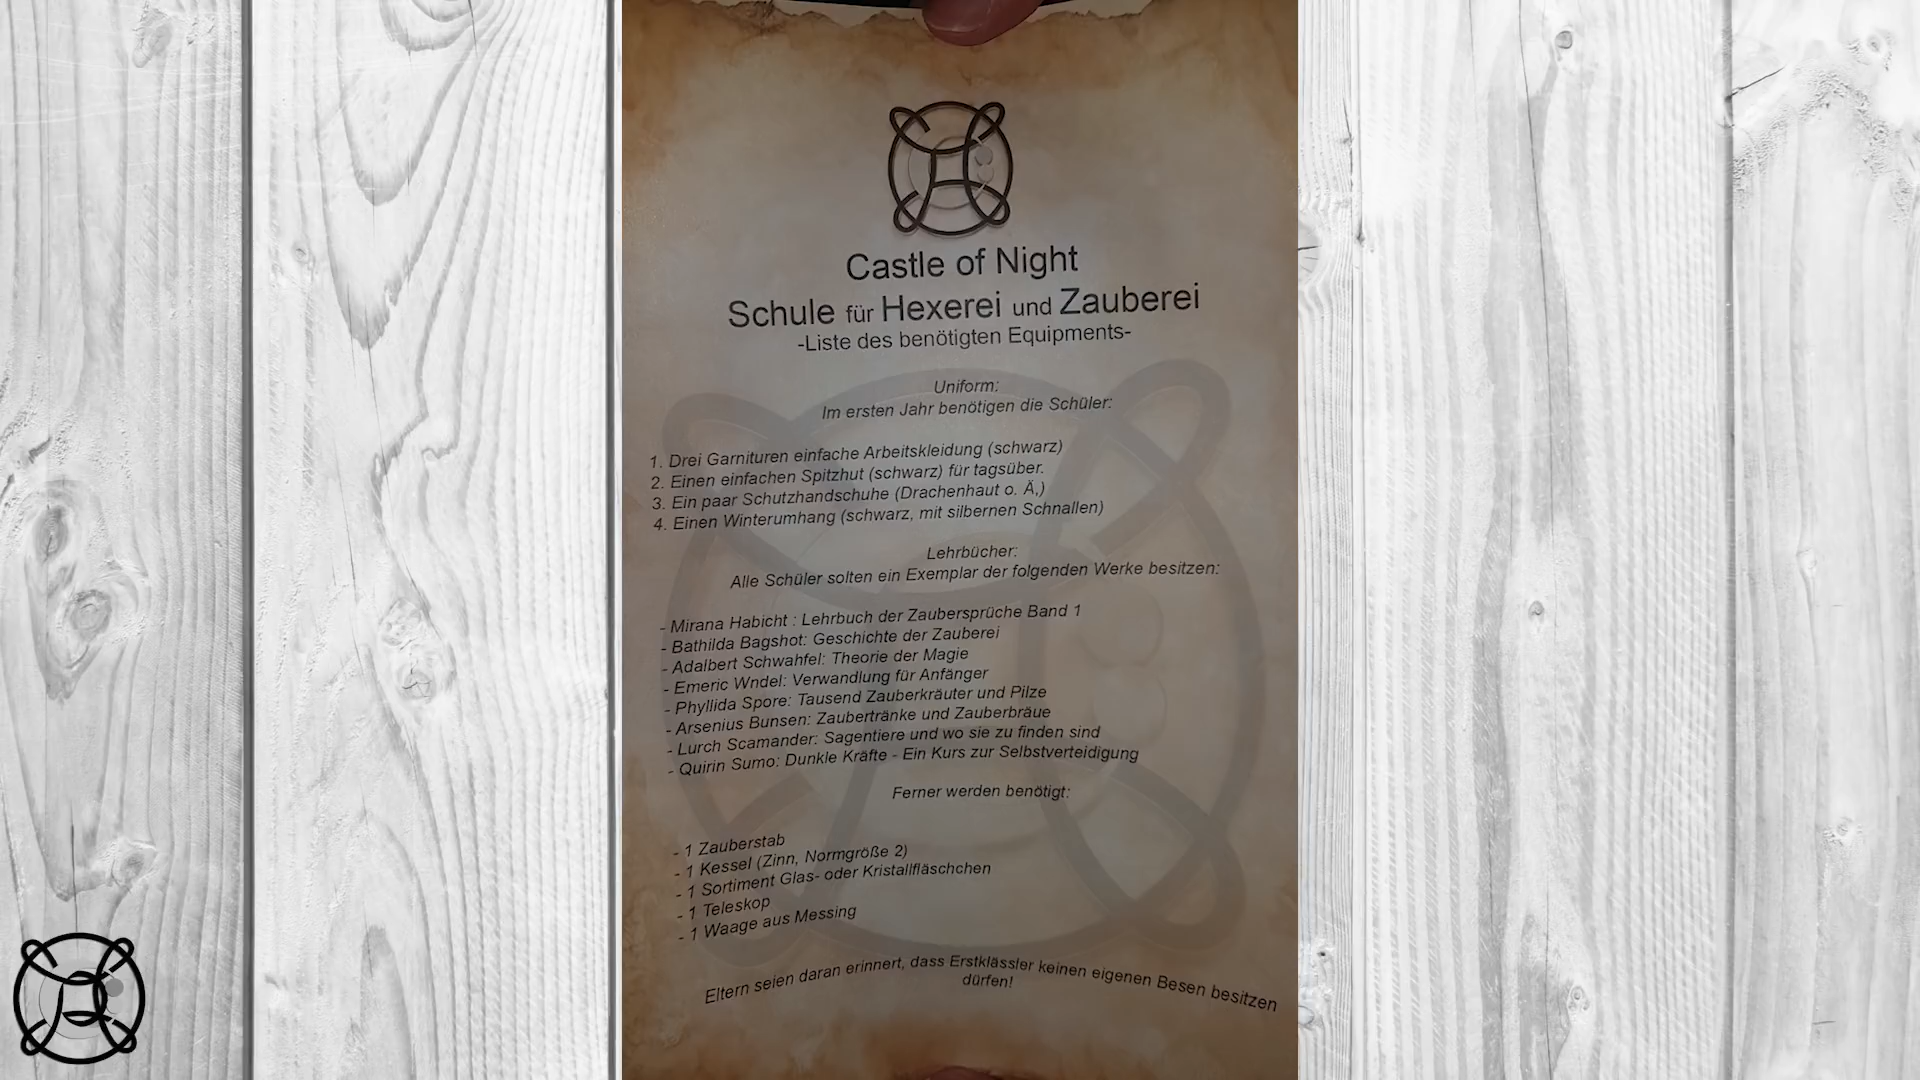 Castle of Night
Schule für Hexerei und Zauberei
-Liste des benötigten Equipments-
Uniform:
Im ersten Jahr benötigen die Schüler:
1. Drei Garnituren einfache Arbeitskleidung (schwarz)
2. Einen einfachen Spitzhut (schwarz) für tagsüber.
3. Ein paar Schutzhandschuhe (Drachenhaut o. Ä,)
4. Einen Winterumhang (schwarz, mit silbernen Schnallen)
Lehrbücher:
Alle Schüler solten ein Exemplar der folgenden Werke besitzen:
- Mirana Habicht : Lehrbuch der Zaubersprüche Band 1
- Bathilda Bagshot: Geschichte der Zauberei
- Adalbert Schwahfel: Theorie der Magie
- Emeric Wndel: Verwandlung für Anfänger
- Phyllida Spore: Tausend Zauberkräuter und Pilze
- Arsenius Bunsen: Zaubertränke und Zauberbräue
- Lurch Scamander: Sagentiere und wo sie zu finden sind
- Quirin Sumo: Dunkle Kräfte - Ein Kurs zur Selbstverteidigung
Ferner werden benötigt:
- 1 Zauberstab
- 1 Kessel (Zinn, Normgröße 2)
- 1 Sortiment Glas- oder Kristallfläschchen
- 1 Teleskop
- 1 Waage aus Messing
Eltern seien daran erinnert, dass Erstklässler keinen eigenen Besen besitzen
dürfen!